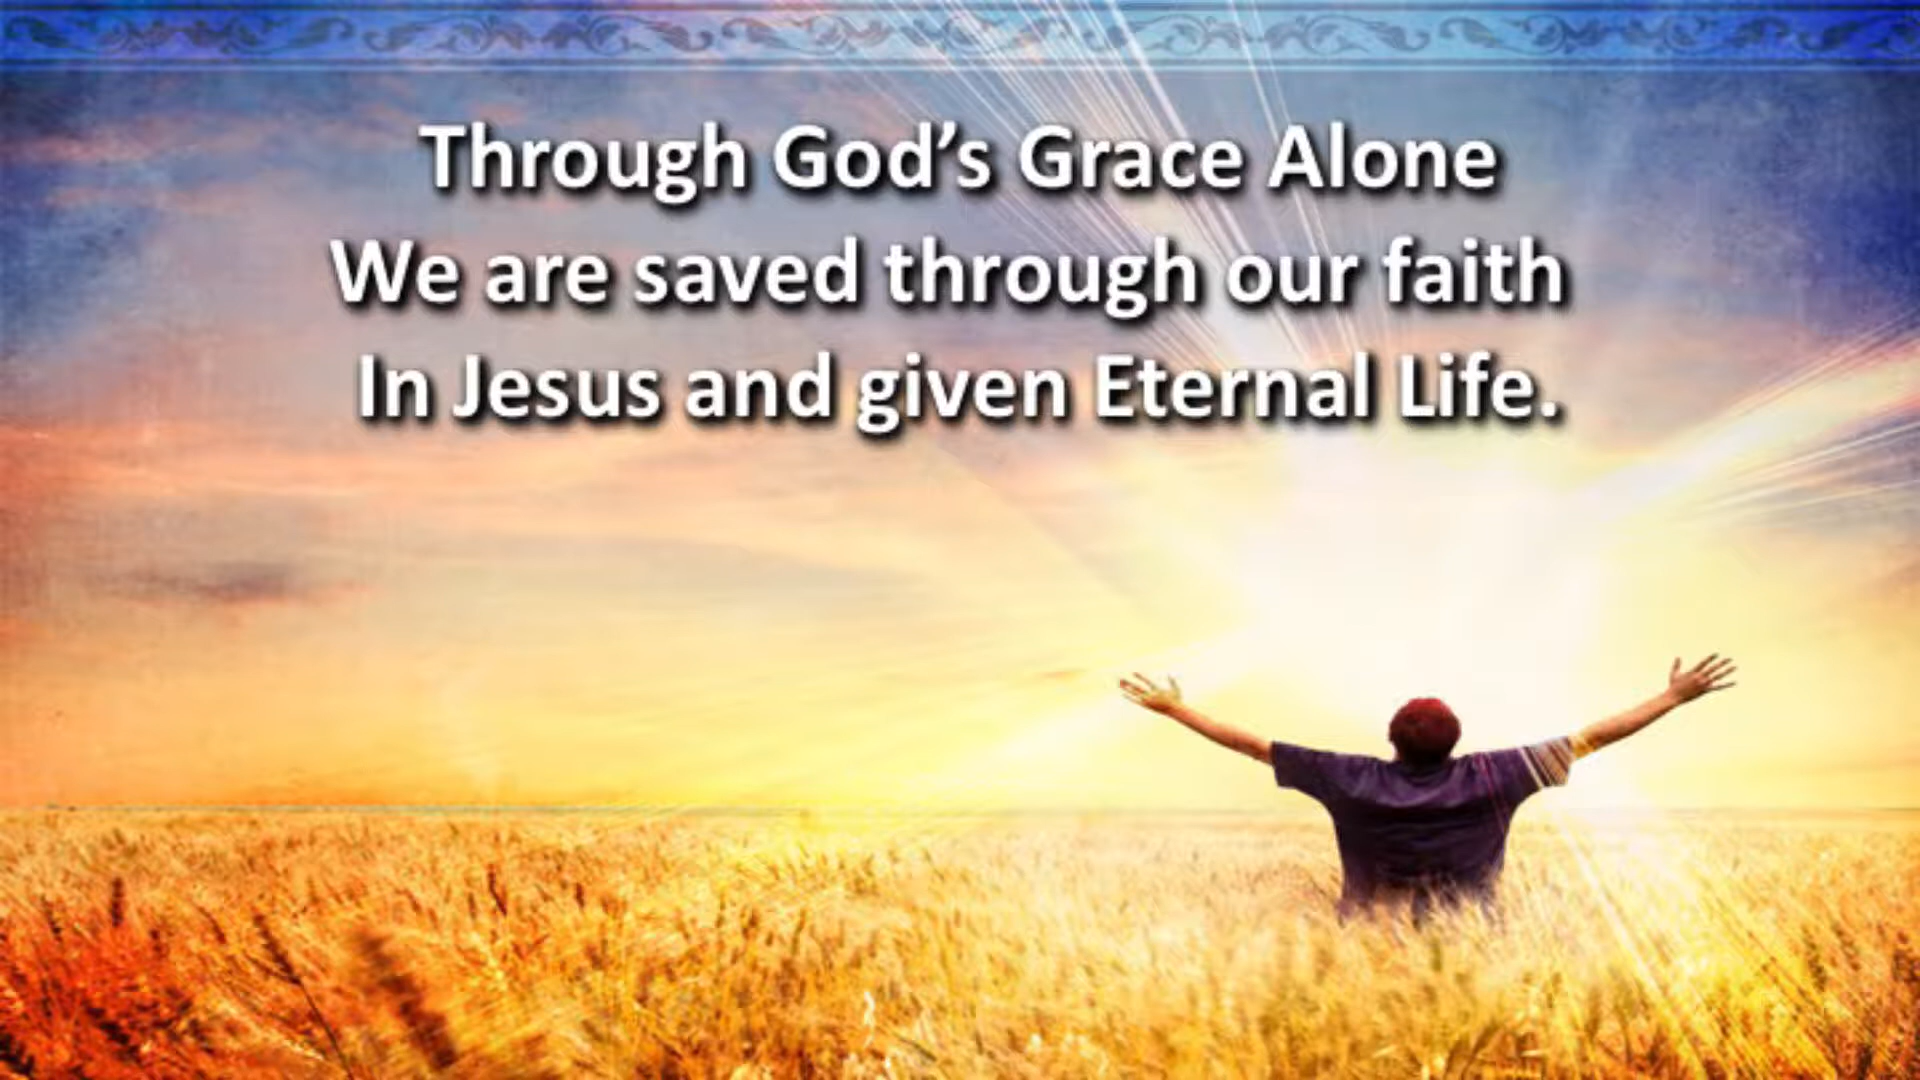 Through God’s Grace Alone
We are saved through our faith
In Jesus and given Eternal Life.